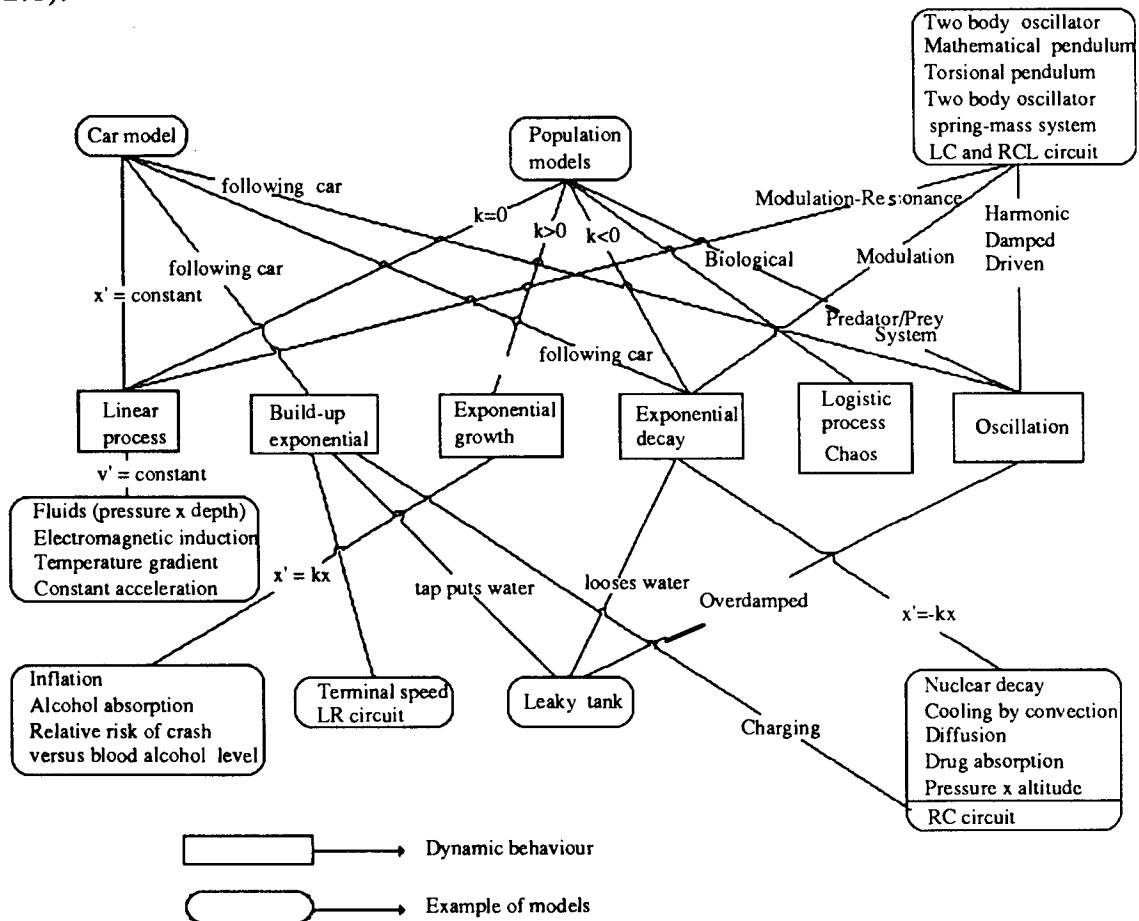 Two body oscillator
Mathematical pendulum
Torsional pendulum
Two body oscillator
spring-mass system
LC and RCL circuit
Car model
Population
models
following car
Modulation-Resonance
k=0
k>0
k<0
Harmonic
Damped
Driven
Biological
Modulation
following car
x' = constant
Predator/Prey
System
following car
Linear
process
Build-up
exponential
Exponential
growth
Exponential
decay
Logistic
process
Chaos
Oscillation
v' = constant
Fluids (pressure x depth)
Electromagnetic induction
Temperature gradient
Constant acceleration
x' = kx
tap puts water
looses water
Overdamped
x'=-kx
Inflation
Alcohol absorption
Relative risk of crash
versus blood alcohol level
Terminal speed
LR circuit
Leaky tank
Charging
Nuclear decay
Cooling by convection
Diffusion
Drug absorption
Pressure x altitude
RC circuit
Dynamic behaviour
Example of models